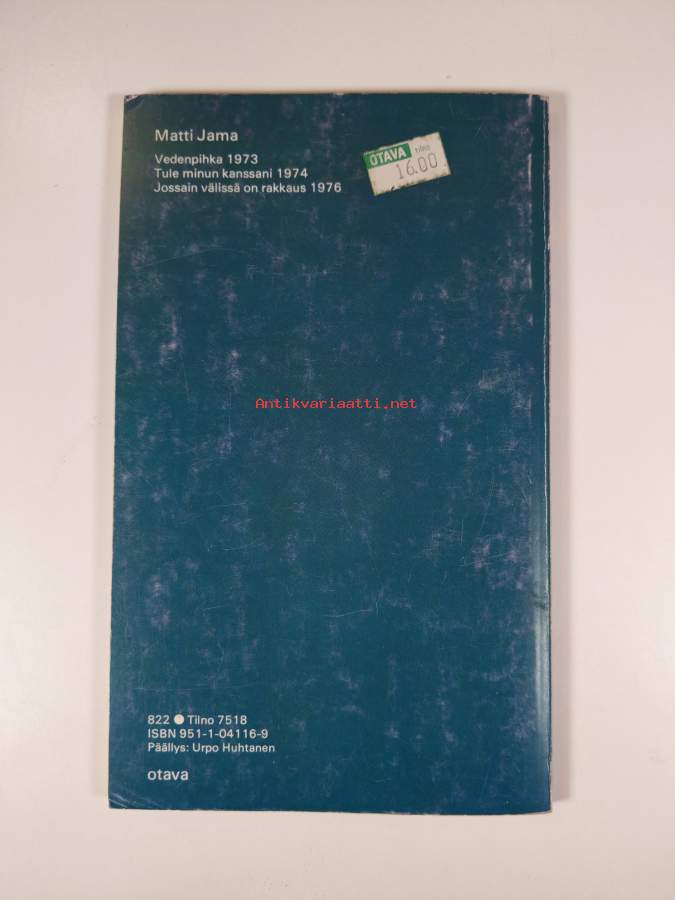 Matti Jama
Vedenpihka 1973
Tule minun kanssani 1974
Jossain välissä on rakkaus 1976
OTAVA tilno
16.00
Antikvariaatti.net
822 ● Tilno 7518
ISBN 951-1-04116-9
Päällys: Urpo Huhtanen
otava